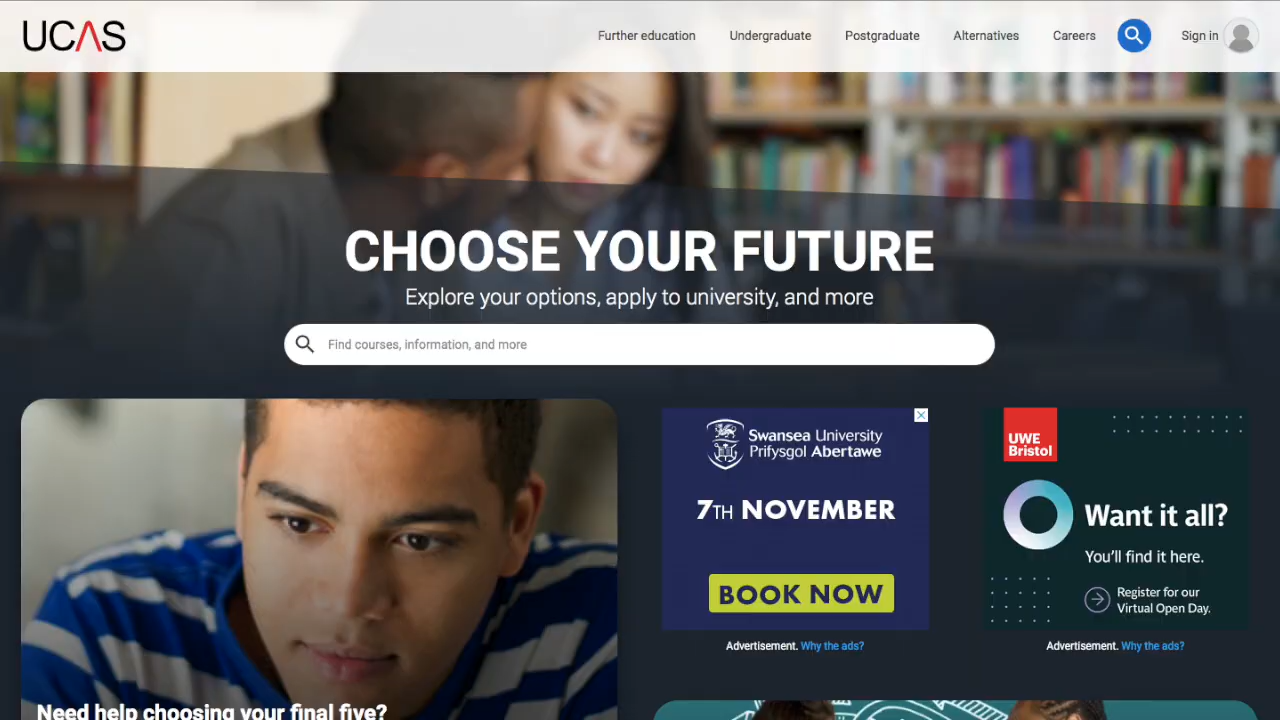 UCAS
Further education
Undergraduate
Postgraduate
Alternatives
Careers
Sign in
CHOOSE YOUR FUTURE
Explore your options, apply to university, and more
Find courses, information, and more
Need help choosing your final five?
Swansea University
Prifysgol Abertawe
7TH NOVEMBER
BOOK NOW
Advertisement. Why the ads?
UWE
Bristol
Want it all?
You'll find it here.
Register for our
Virtual Open Day.
Advertisement. Why the ads?